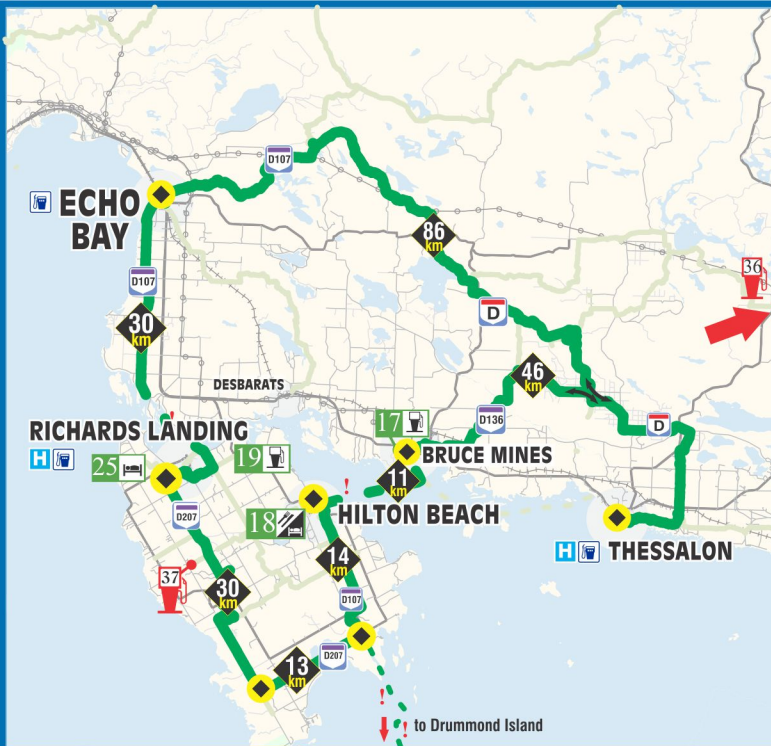 D107
ECHO
BAY
86
km
36
D107
D
30
km
46
km
DESBARATS
D136
D
17
RICHARDS LANDING
19
BRUCE MINES
H
25
11
km
HILTON BEACH
18
D207
H
THESSALON
14
km
37
30
km
D107
D207
13
km
to Drummond Island
!
!
!
!